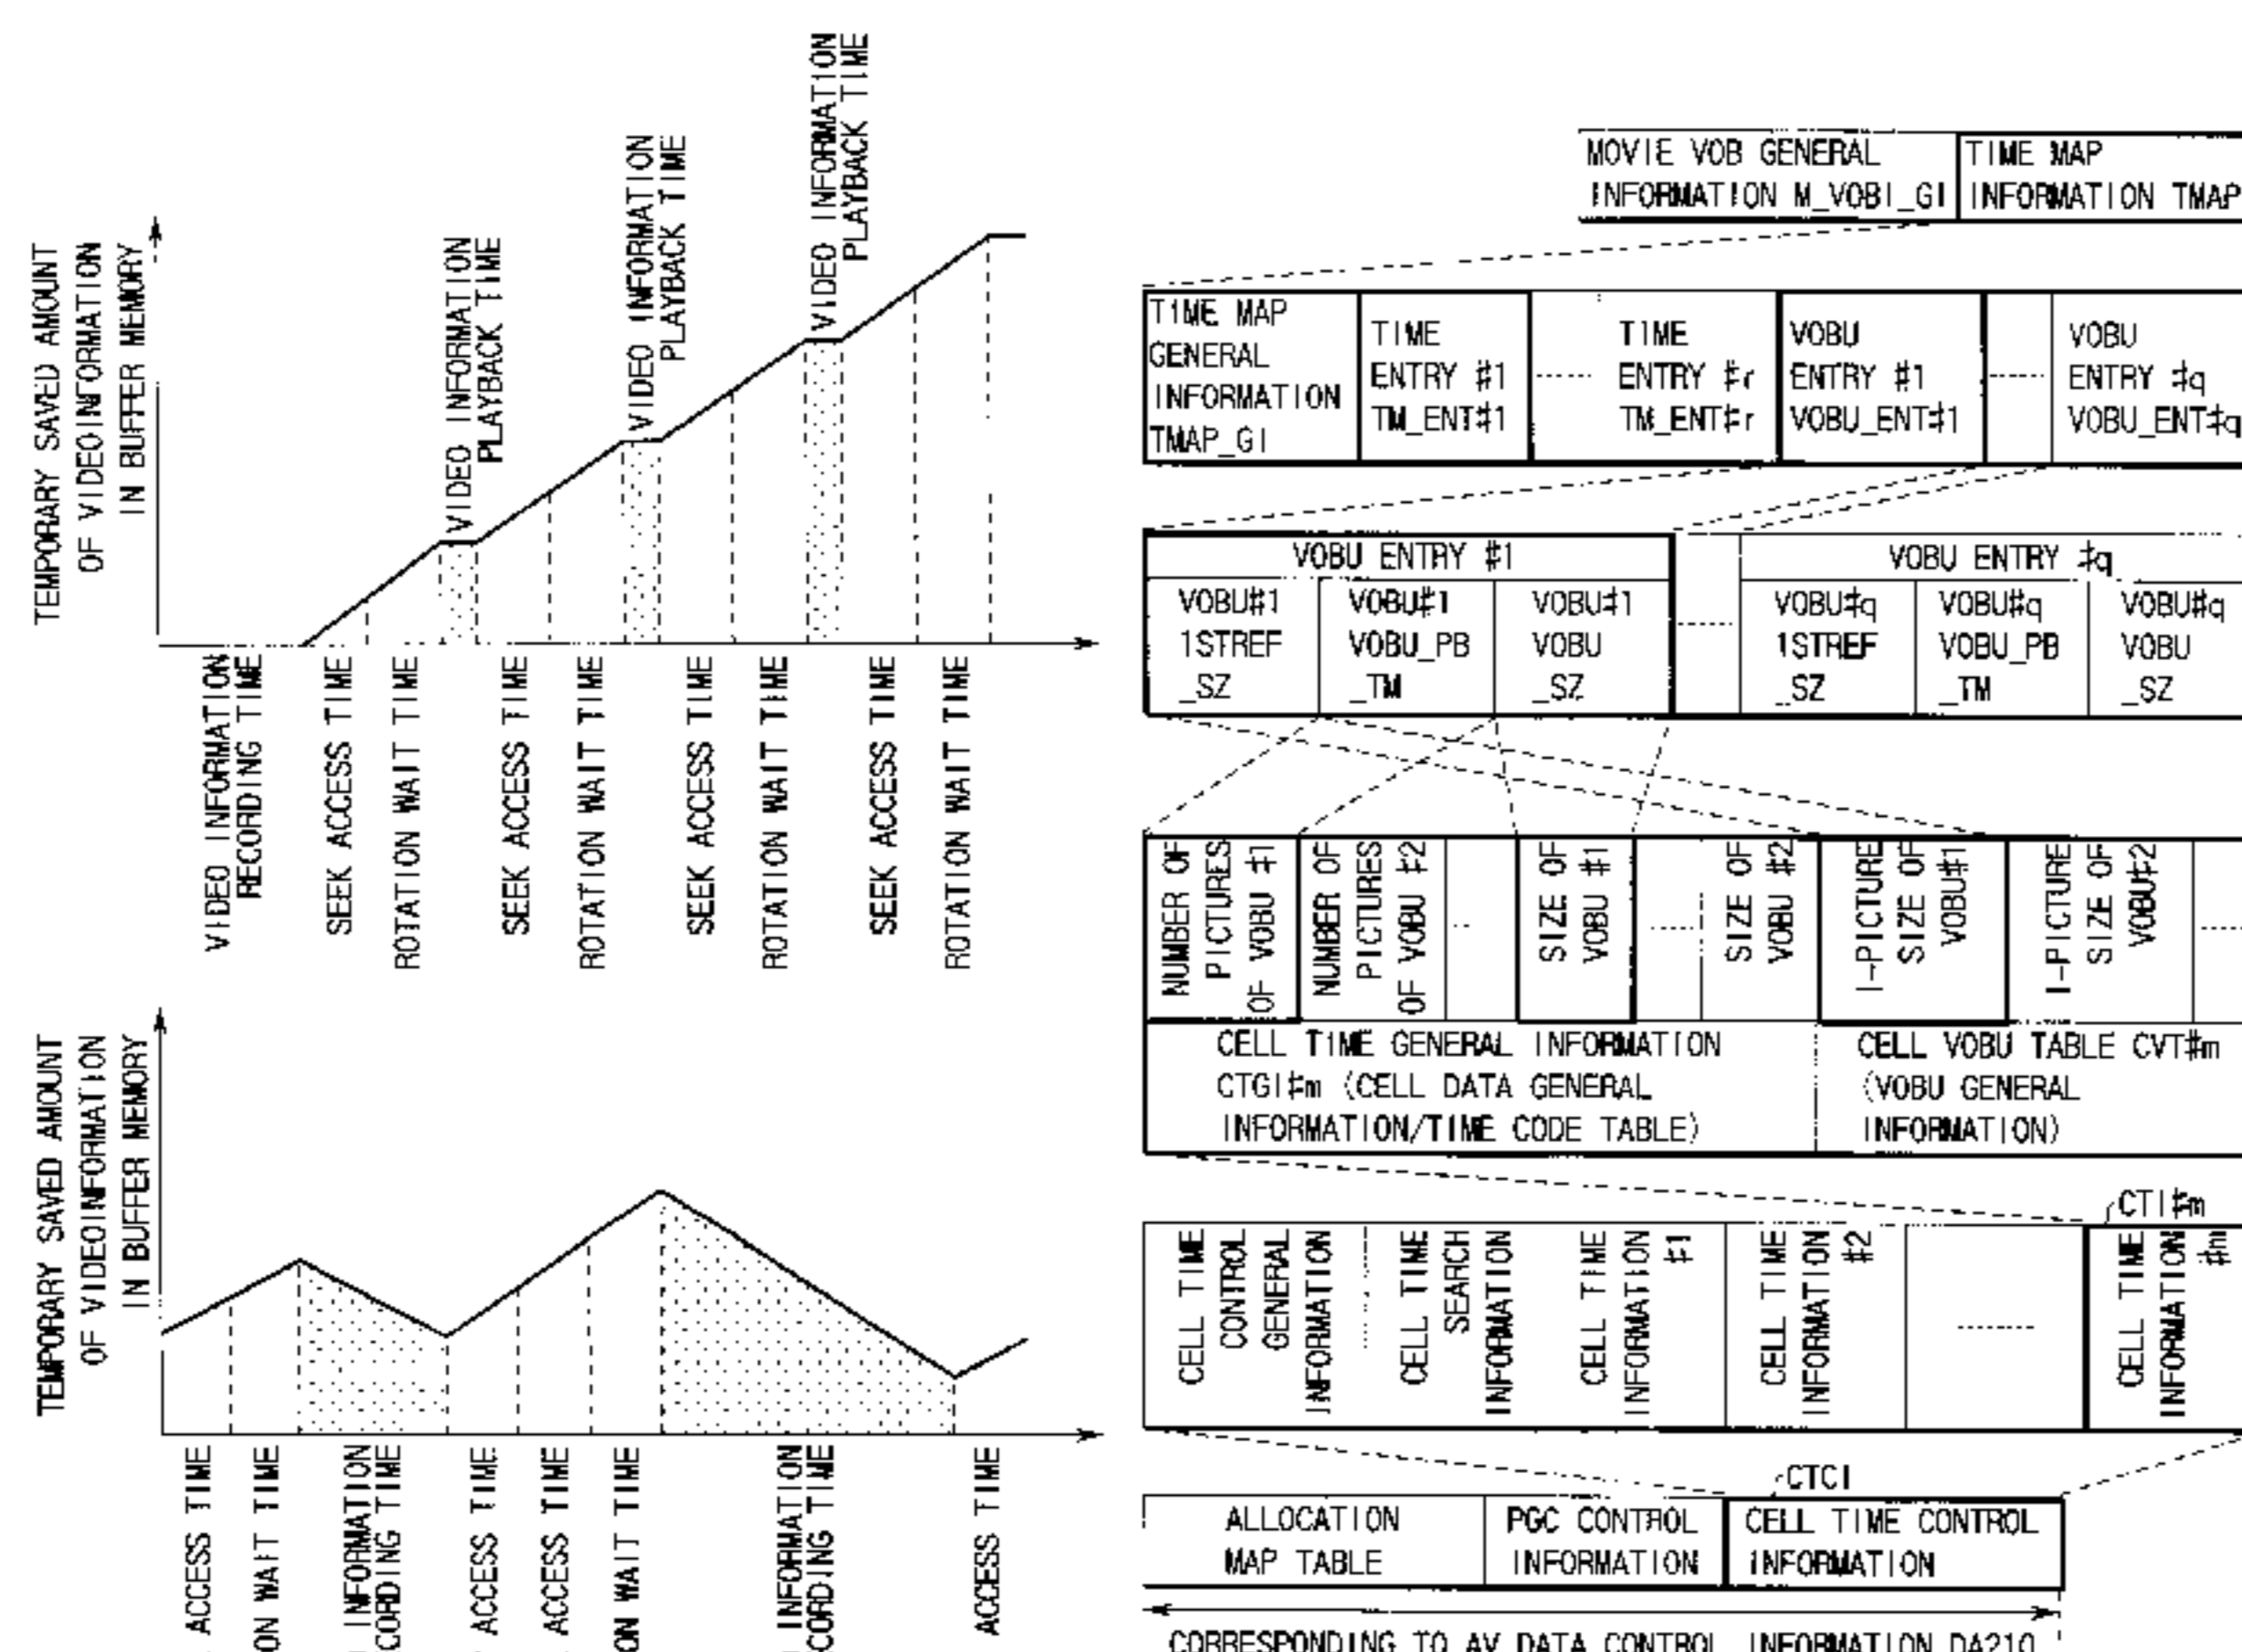 TEMPORARY SAVED AMOUNT
OF VIDEOINFORMATION
IN BUFFER MEMORY
VIDEO INFORMATION
PLAYBACK TIME
VIDEO INFORMATION
PLAYBACK TIME
VIDEO INFORMATION
PLAYBACK TIME
VIDEO INFORMATION
RECORDING TIME
SEEK ACCESS TIME
ROTATION WAIT TIME
SEEK ACCESS TIME
ROTATION WAIT TIME
SEEK ACCESS TIME
ROTATION WAIT TIME
SEEK ACCESS TIME
ROTATION WAIT TIME
TEMPORARY SAVED AMOUNT
OF VIDEOINFORMATION
IN BUFFER MEMORY
ACCESS TIME
ON WAIT TIME
INFORMATION
CORDING TIME
ACCESS TIME
ACCESS TIME
ON WAIT TIME
INFORMATION
CORDING TIME
ACCESS TIME
MOVIE VOB GENERAL
INFORMATION M_VOBI_GI
TIME MAP
INFORMATION TMAP
TIME MAP
GENERAL
INFORMATION
TMAP_GI
TIME
ENTRY #1
TM_ENT#1
-----
TIME
ENTRY #r
TM_ENT#r
VOBU
ENTRY #1
VOBU_ENT#1
-----
VOBU
ENTRY #q
VOBU_ENT#q
VOBU ENTRY #1
VOBU#1
1STREF
_SZ
VOBU#1
VOBU_PB
_TM
VOBU#1
VOBU
_SZ
-----
VOBU ENTRY #q
VOBU#q
1STREF
_SZ
VOBU#q
VOBU_PB
_TM
VOBU#q
VOBU
_SZ
NUMBER OF
PICTURES
OF VOBU #1
NUMBER OF
PICTURES
OF VOBU #2
SIZE OF
VOBU #1
SIZE OF
VOBU #2
I-PICTURE
SIZE OF
VOBU#1
I-PICTURE
SIZE OF
VOBU#2
CELL TIME GENERAL INFORMATION
CTGI#m (CELL DATA GENERAL
INFORMATION/TIME CODE TABLE)
CELL VOBU TABLE CVT#m
(VOBU GENERAL
INFORMATION)
CTI#m
CELL TIME
CONTROL
GENERAL
INFORMATION
CELL TIME
SEARCH
INFORMATION
CELL TIME
INFORMATION
#1
CELL TIME
INFORMATION
#2
CELL TIME
INFORMATION
#m
CTCI
ALLOCATION
MAP TABLE
PGC CONTROL
INFORMATION
CELL TIME CONTROL
INFORMATION
CORRESPONDING TO AV DATA CONTROL INFORMATION DA210